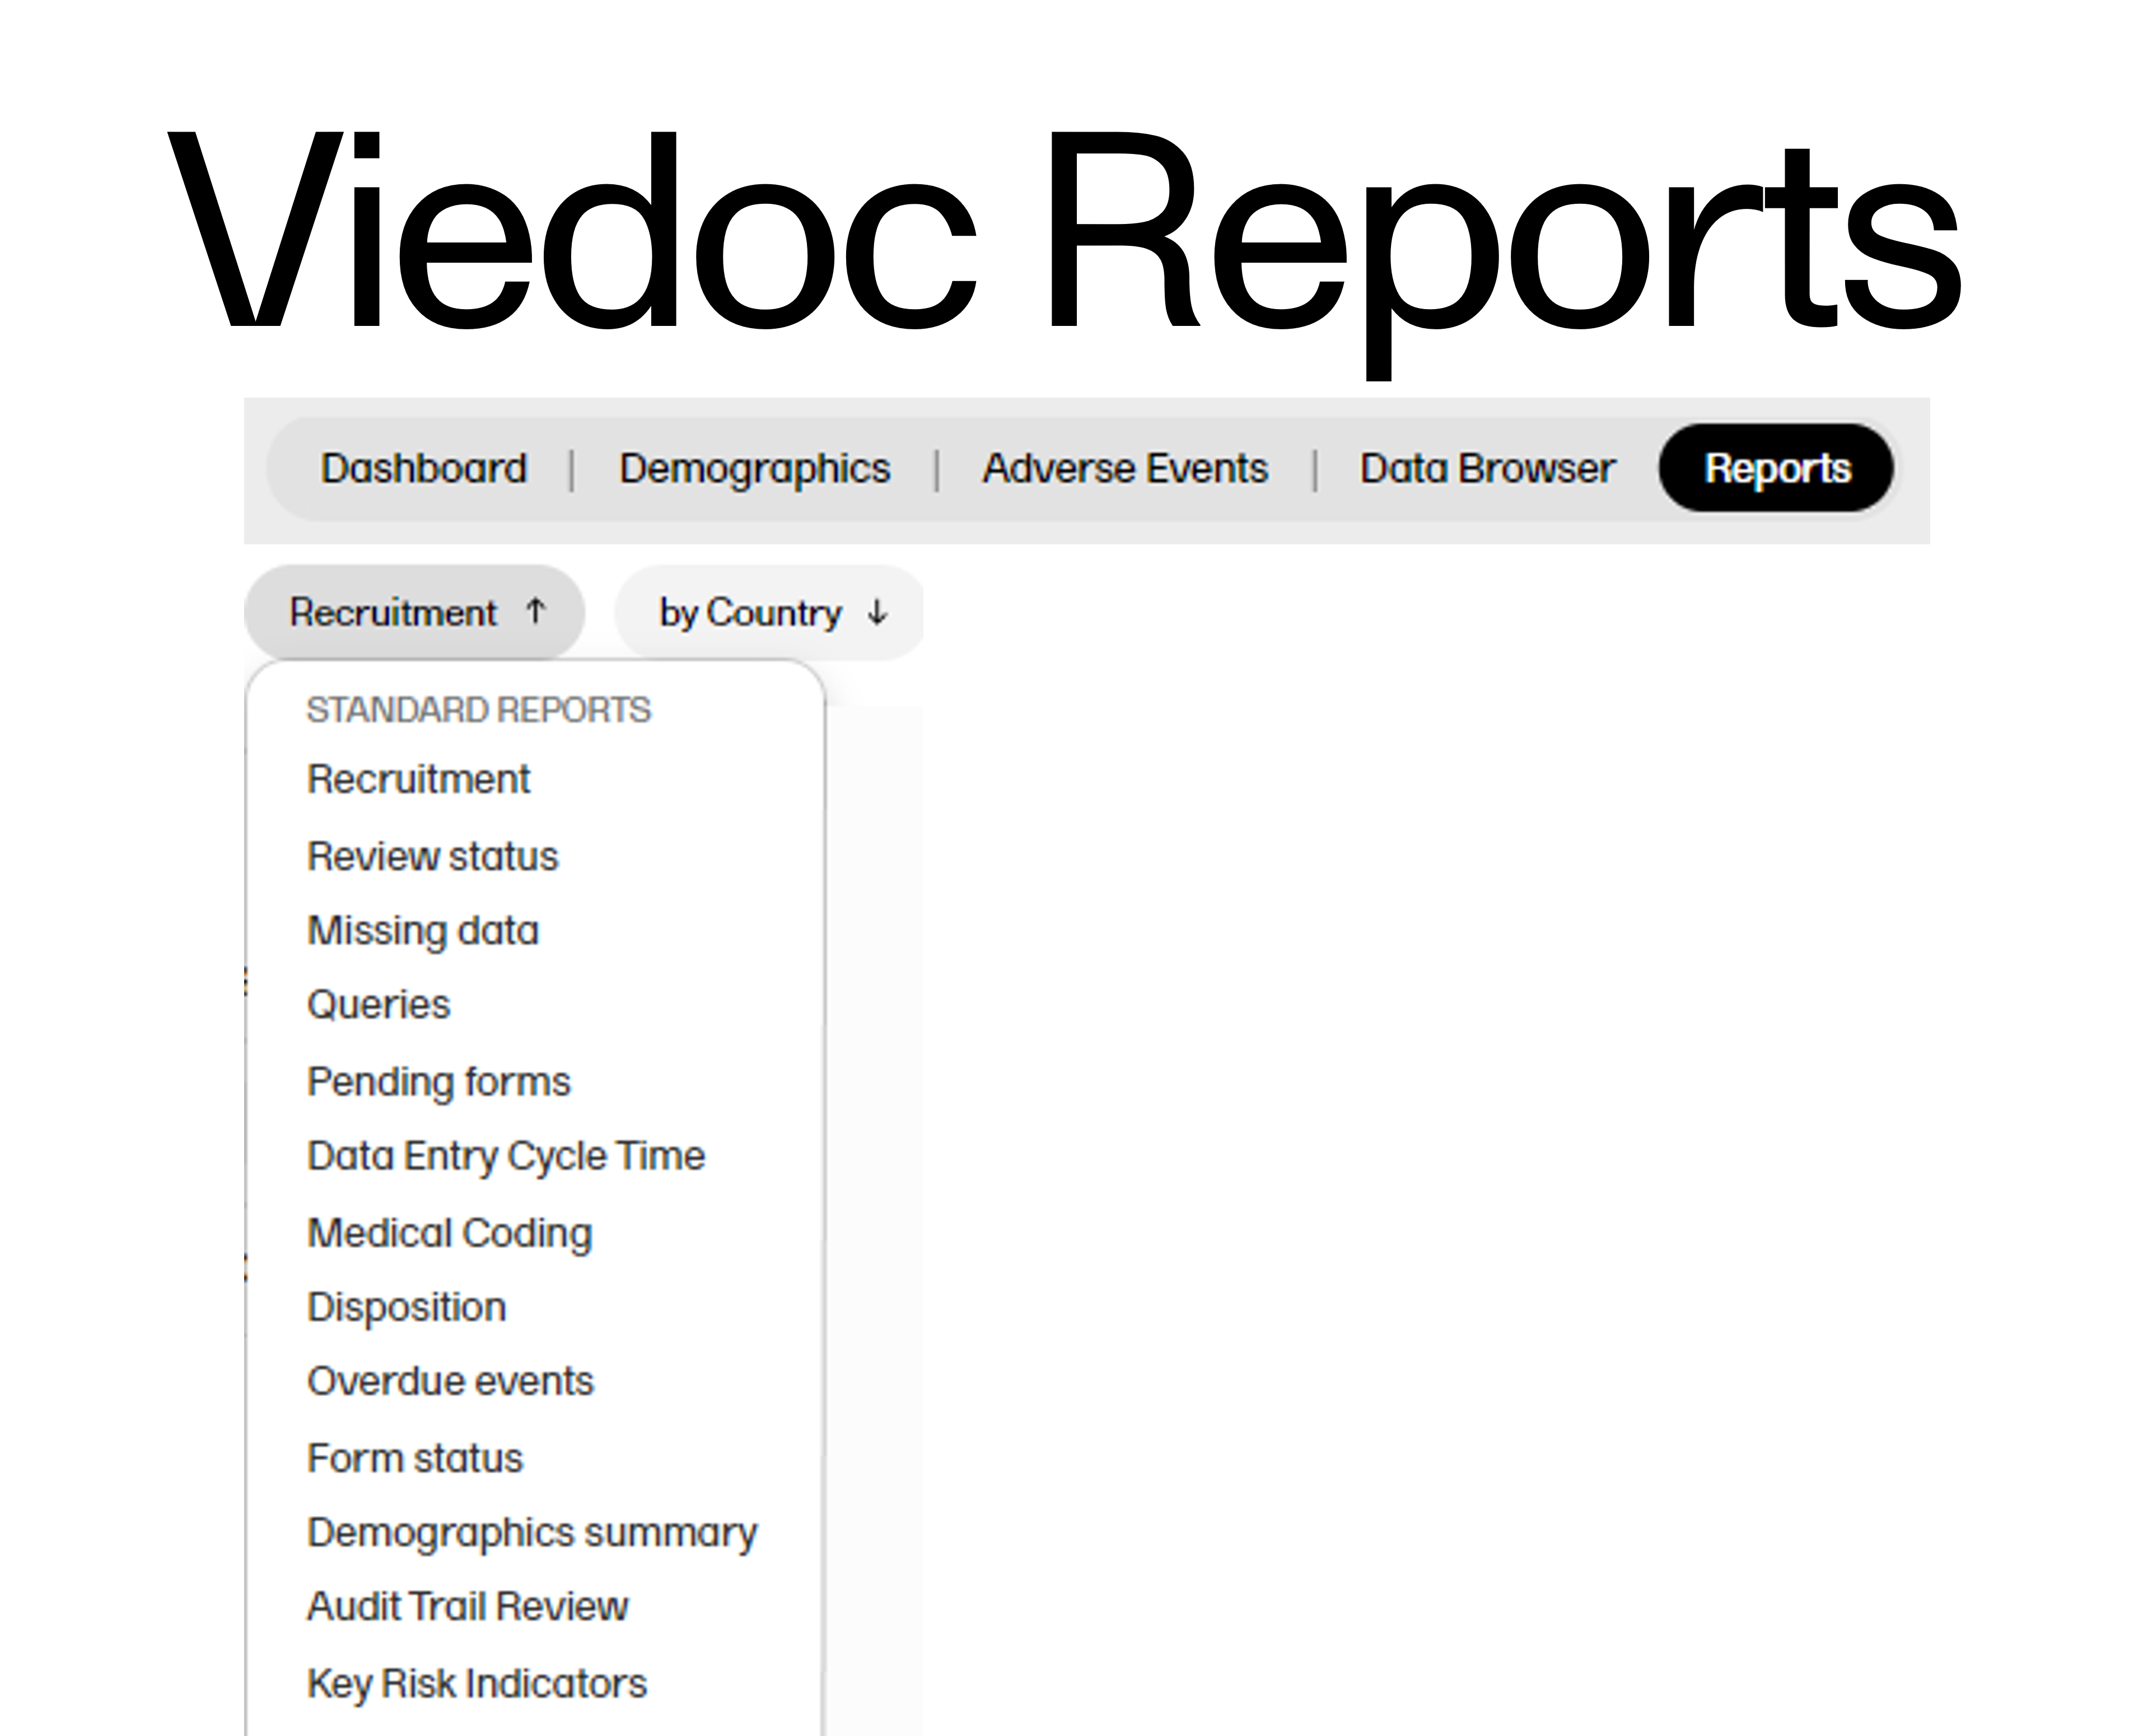 Viedoc Reports
Dashboard | Demographics | Adverse Events | Data Browser Reports
Recruitment ↑ by Country ↓
STANDARD REPORTS
Recruitment
Review status
Missing data
Queries
Pending forms
Data Entry Cycle Time
Medical Coding
Disposition
Overdue events
Form status
Demographics summary
Audit Trail Review
Key Risk Indicators